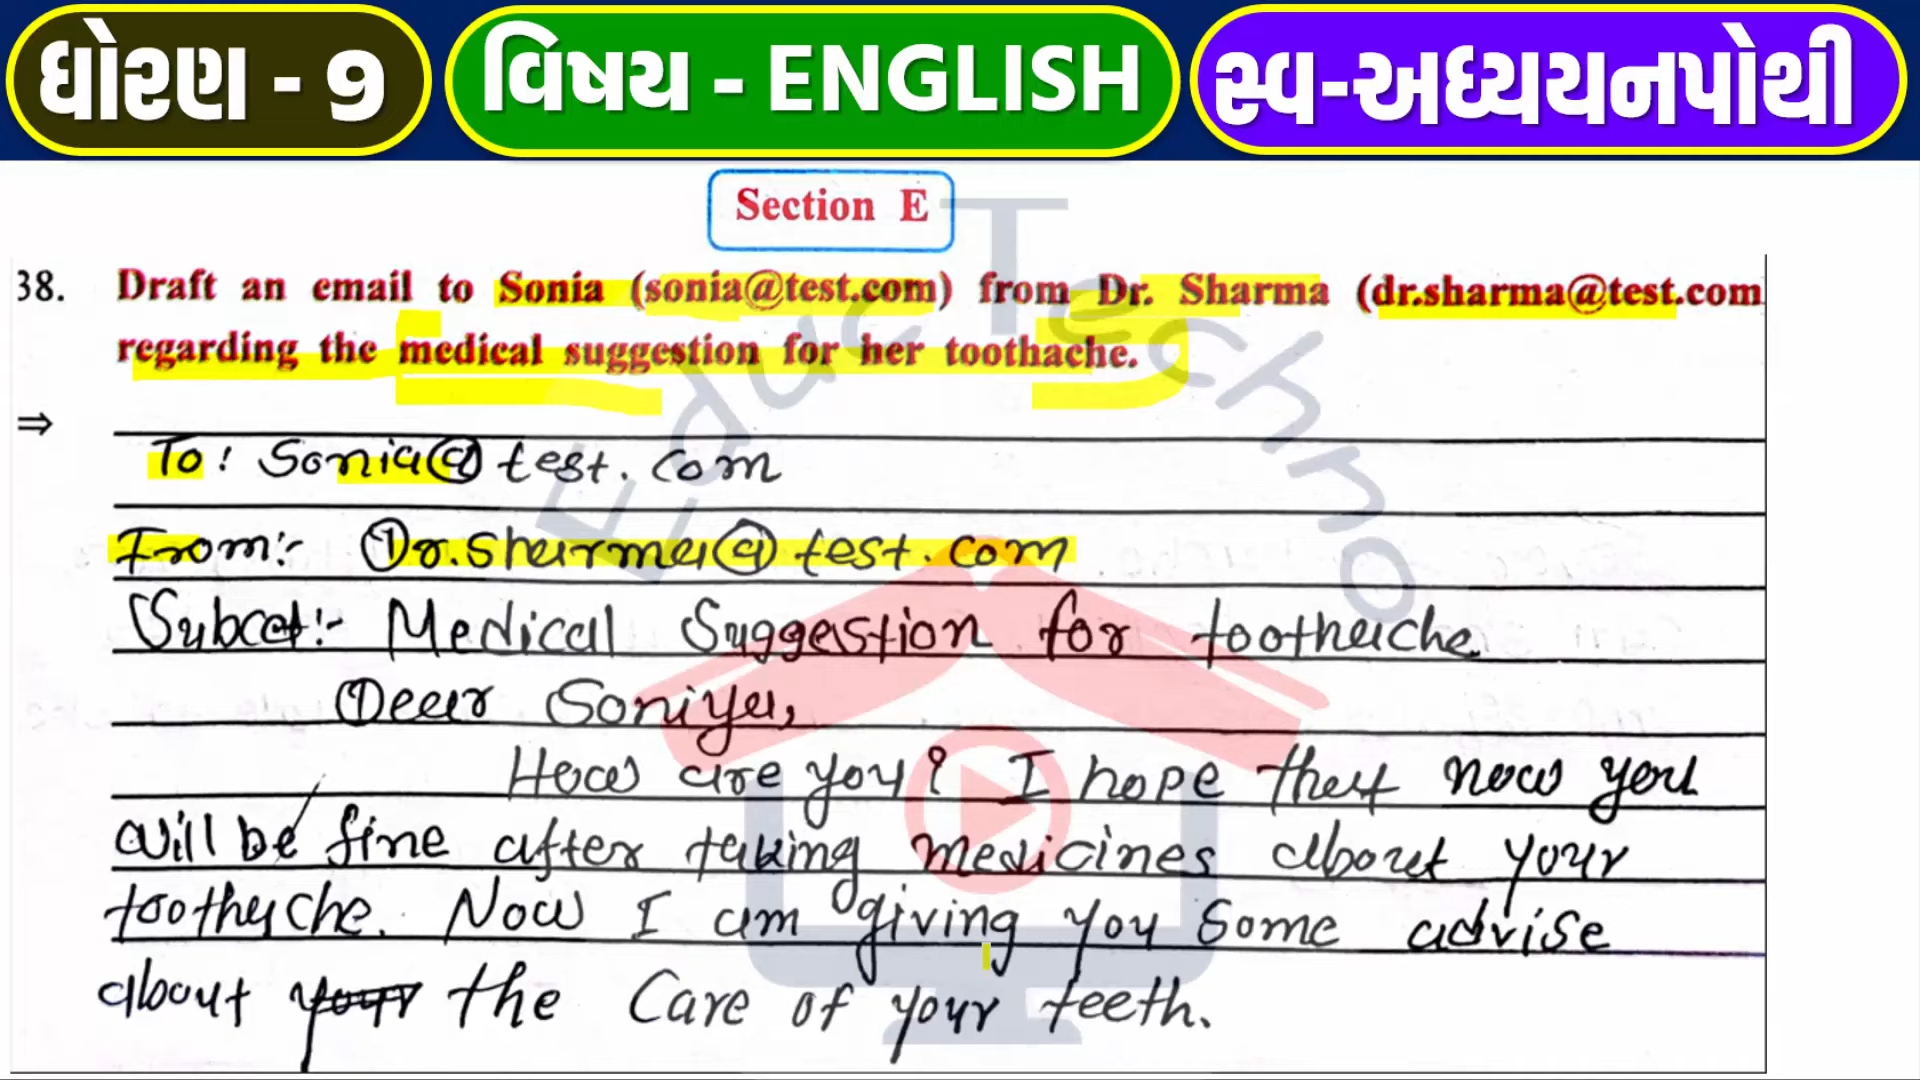 ધોરણ - 9
વિષય - ENGLISH
સ્વ-અધ્યયનપોથી
Section E
38. Draft an email to Sonia (sonia@test.com) from Dr. Sharma (dr.sharma@test.com
regarding the medical suggestion for her toothache.
⇒
To: Sonia@test.com
From:- Dr.Sharma@test.com
Subcet:- Medical Suggestion for toothache
Dear Soniya,
How are you? I hope that now you
will be fine after taking medicines about your
toothache. Now I am giving you some advise
about your the Care of your teeth.
EducTechno